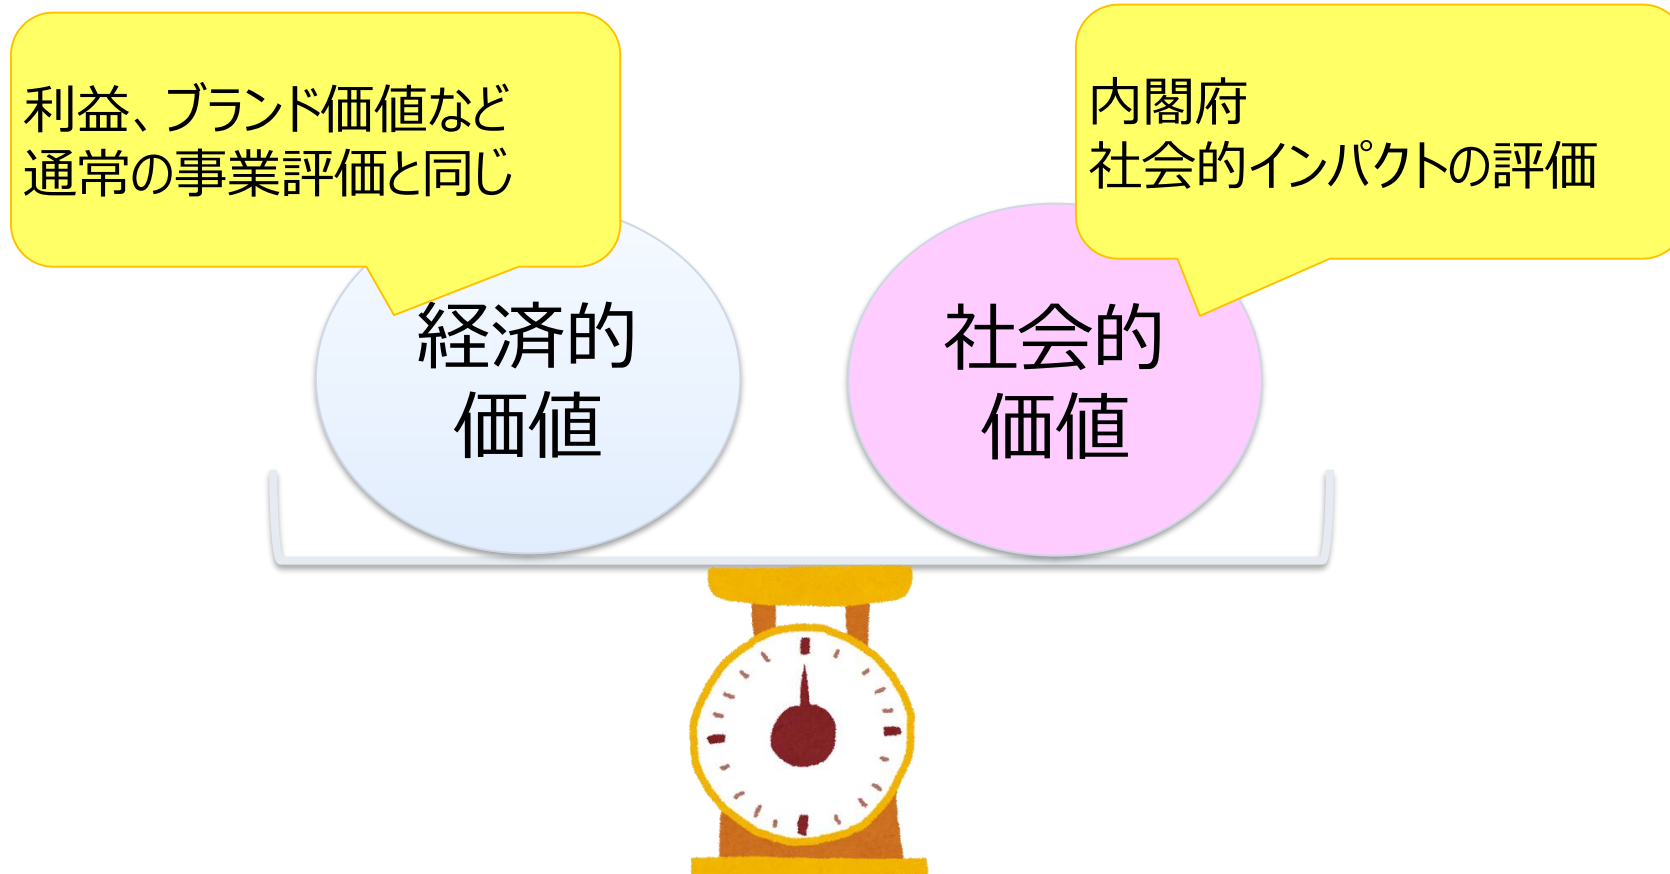 利益、ブランド価値など
通常の事業評価と同じ
内閣府
社会的インパクトの評価
経済的
価値
社会的
価値